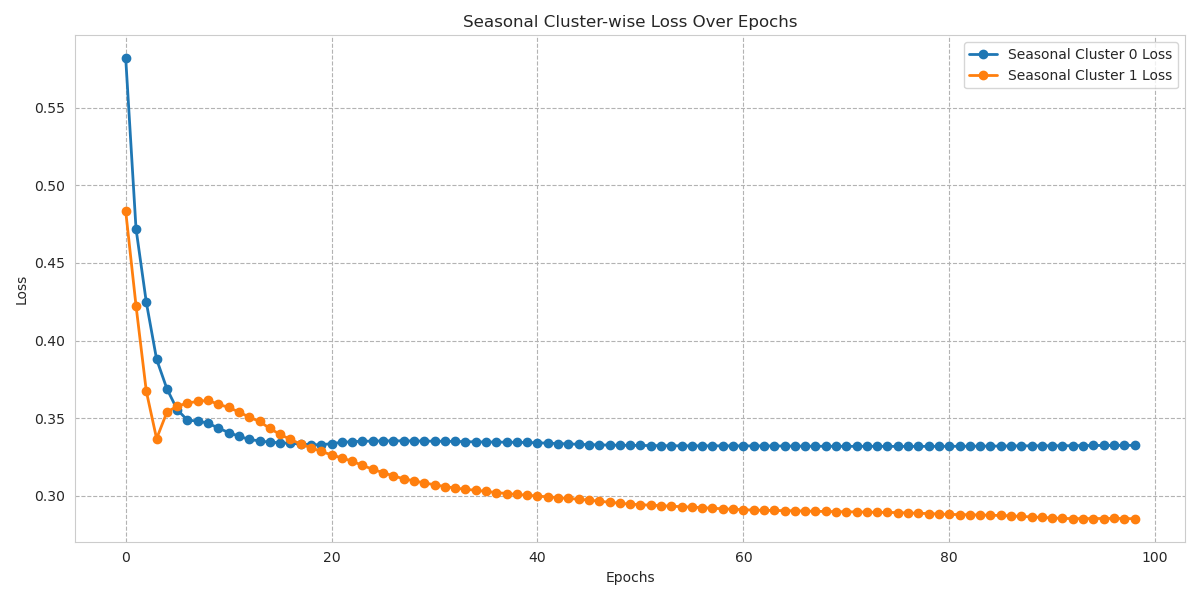 Seasonal Cluster-wise Loss Over Epochs
Seasonal Cluster 0 Loss
Seasonal Cluster 1 Loss
0.55
0.50
0.45
0.40
0.35
0.30
Loss
0 20 40 60 80 100
Epochs